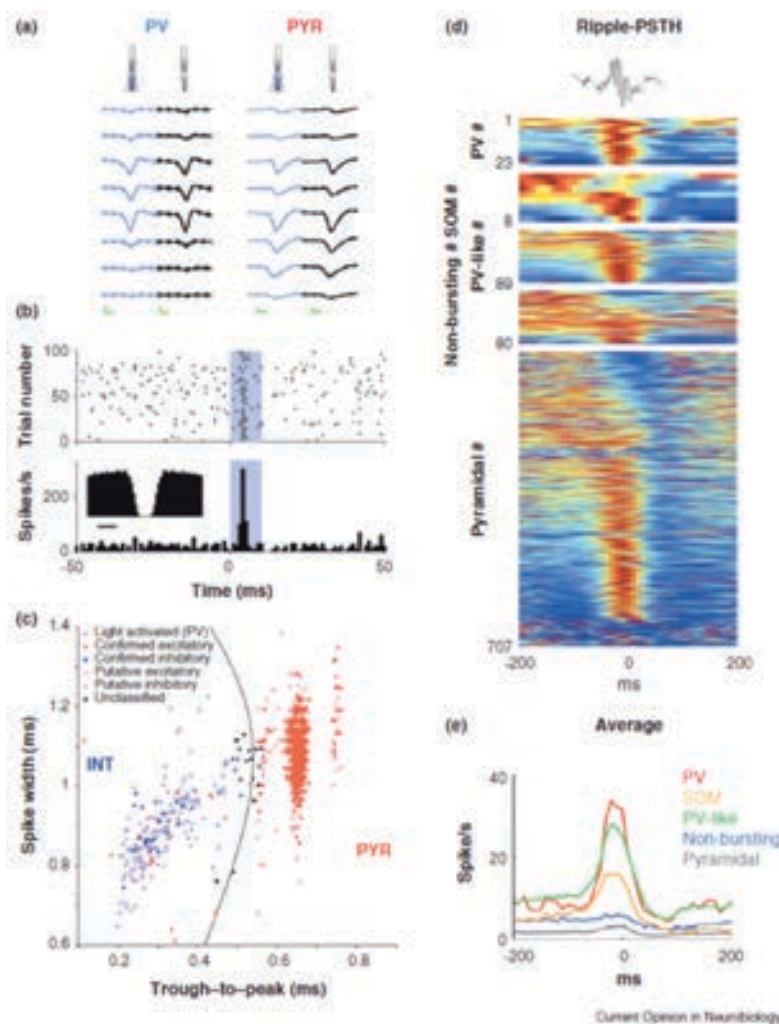 (a)
PV
PYR
(b)
Trial number
100
50
0
Spikes/s
200
0
-50
0
50
Time (ms)
(c)
Spike width (ms)
1.4
1.2
1
0.8
0.6
Light activated (PV)
Confirmed excitatory
Confirmed inhibitory
Putative excitatory
Putative inhibitory
Unclassified
INT
PYR
0.2
0.4
0.6
0.8
Trough–to–peak (ms)
(d)
Ripple-PSTH
PV #
1
23
SOM #
PV-like #
Non-bursting #
60
Pyramidal #
707
-200
0
200
ms
(e)
Average
Spike/s
40
20
0
PV
SOM
PV-like
Non-bursting
Pyramidal
-200
0
200
ms
Current Opinion in Neurobiology